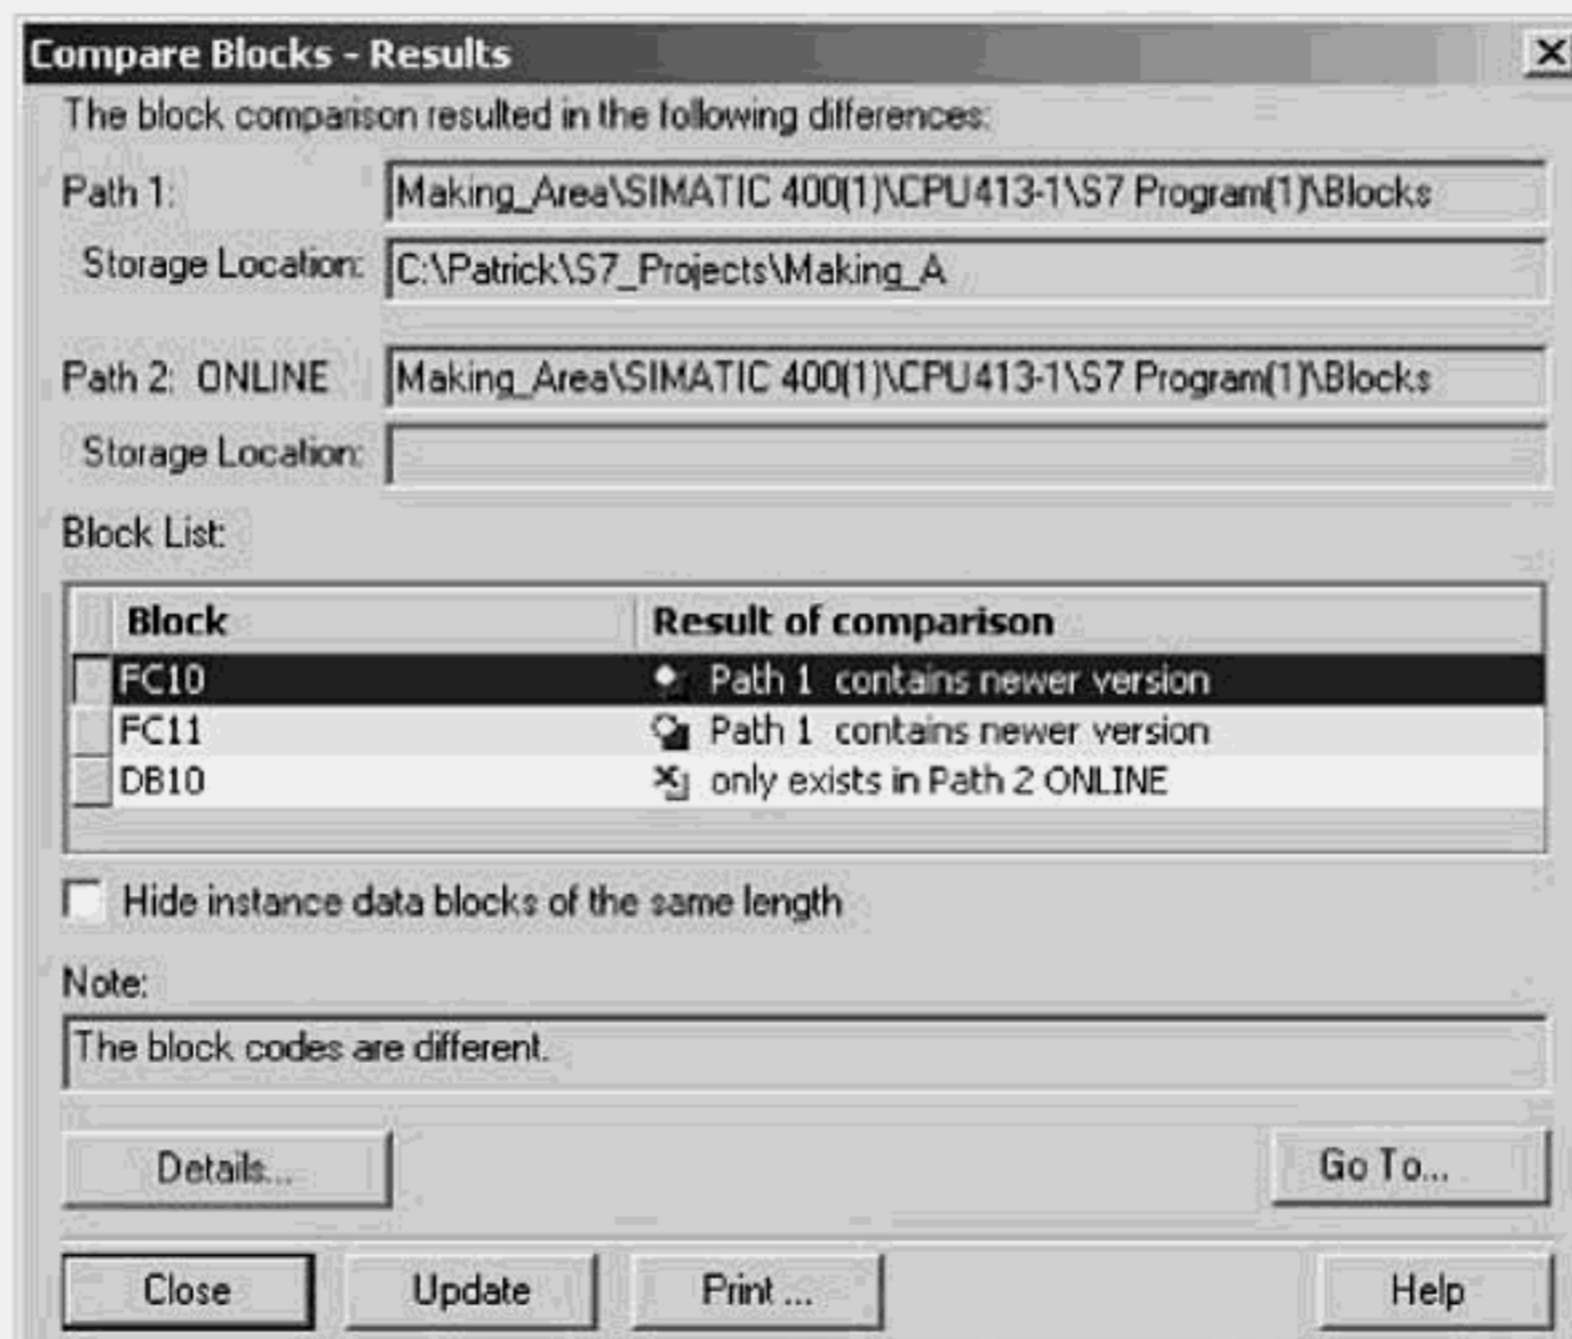 Compare Blocks - Results
The block comparison resulted in the following differences:
Path 1: Making_Area\SIMATIC 400(1)\CPU413-1\S7 Program(1)\Blocks
Storage Location: C:\Patrick\S7_Projects\Making_A
Path 2: ONLINE Making_Area\SIMATIC 400(1)\CPU413-1\S7 Program(1)\Blocks
Storage Location:
Block List:
Block Result of comparison
FC10 Path 1 contains newer version
FC11 Path 1 contains newer version
DB10 only exists in Path 2 ONLINE
Hide instance data blocks of the same length
Note:
The block codes are different.
Details... Go To...
Close Update Print ... Help